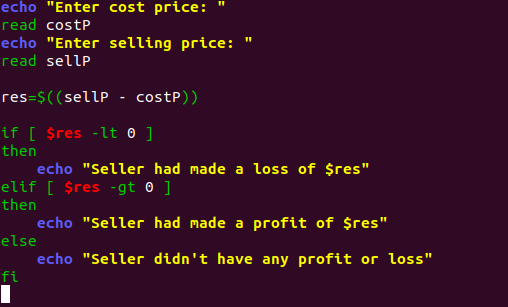 echo "Enter cost price: "
read costP
echo "Enter selling price: "
read sellP

res=$((sellP - costP))

if [ $res -lt 0 ]
then
    echo "Seller had made a loss of $res"
elif [ $res -gt 0 ]
then
    echo "Seller had made a profit of $res"
else
    echo "Seller didn't have any profit or loss"
fi